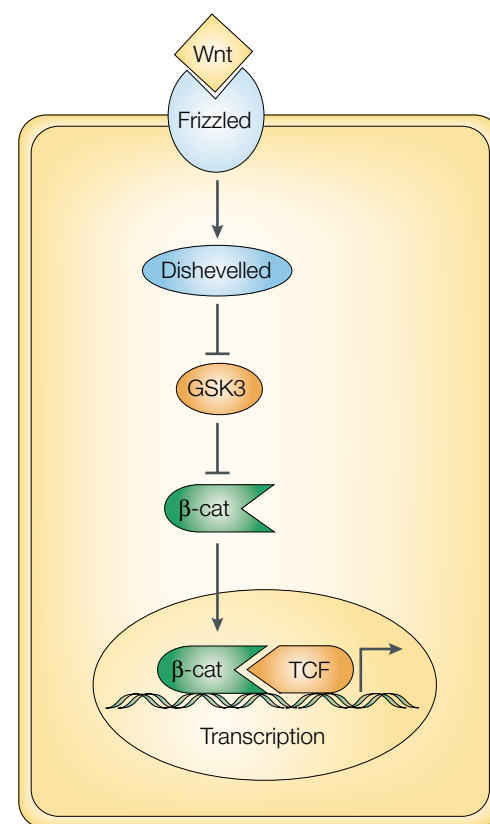 Wnt
Frizzled
Dishevelled
GSK3
β-cat
β-cat TCF
Transcription